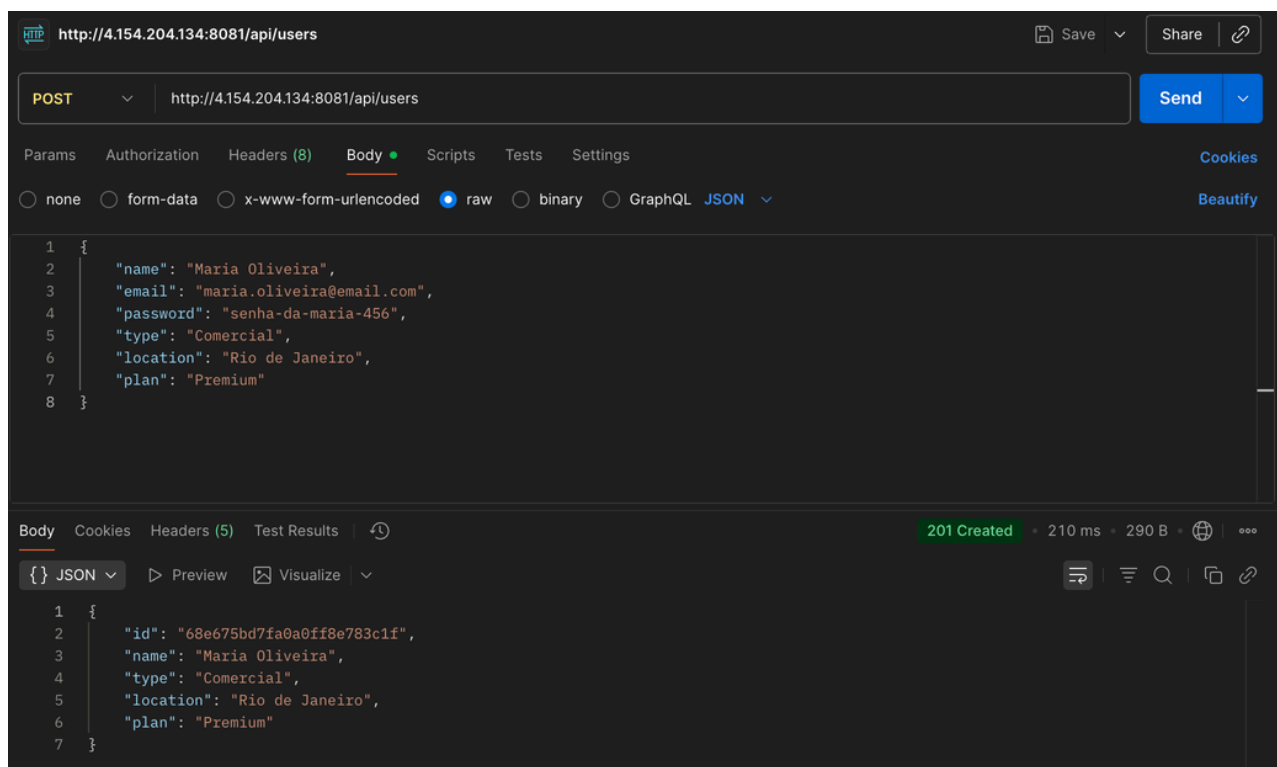 HTTP http://4.154.204.134:8081/api/users Save Share
POST http://4.154.204.134:8081/api/users Send
Params Authorization Headers (8) Body Scripts Tests Settings Cookies
none form-data x-www-form-urlencoded raw binary GraphQL JSON Beautify
1 {
2 "name": "Maria Oliveira",
3 "email": "maria.oliveira@email.com",
4 "password": "senha-da-maria-456",
5 "type": "Comercial",
6 "location": "Rio de Janeiro",
7 "plan": "Premium"
8 }
Body Cookies Headers (5) Test Results 201 Created 210 ms 290 B
{} JSON Preview Visualize
1 {
2 "id": "68e675bd7fa0a0ff8e783c1f",
3 "name": "Maria Oliveira",
4 "type": "Comercial",
5 "location": "Rio de Janeiro",
6 "plan": "Premium"
7 }